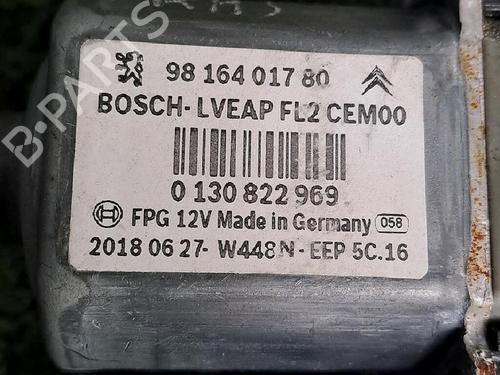 98 164 017 80
BOSCH- LVEAP FL2 CEM00
0 130 822 969
FPG 12V Made in Germany 058
2018 06 27- W448N - EEP 5C.16
B-PARTS